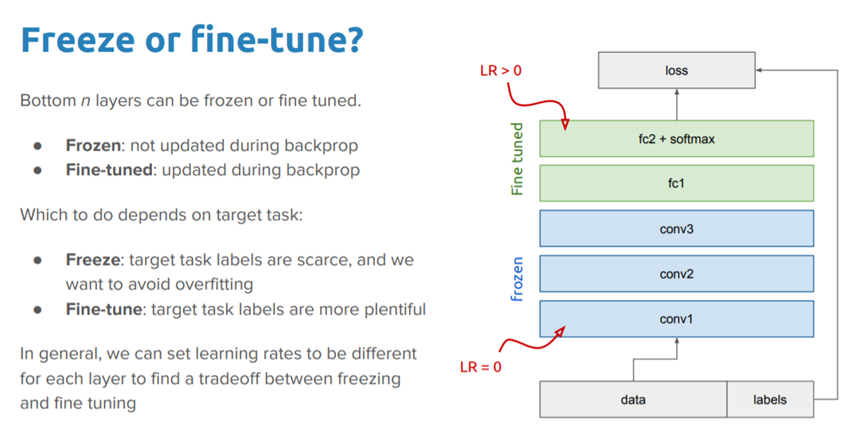 Freeze or fine-tune?
Bottom n layers can be frozen or fine tuned.
● Frozen: not updated during backprop
● Fine-tuned: updated during backprop
Which to do depends on target task:
● Freeze: target task labels are scarce, and we
want to avoid overfitting
● Fine-tune: target task labels are more plentiful
In general, we can set learning rates to be different
for each layer to find a tradeoff between freezing
and fine tuning
loss
LR > 0
fc2 + softmax
Fine tuned
fc1
conv3
conv2
frozen
conv1
LR = 0
data
labels